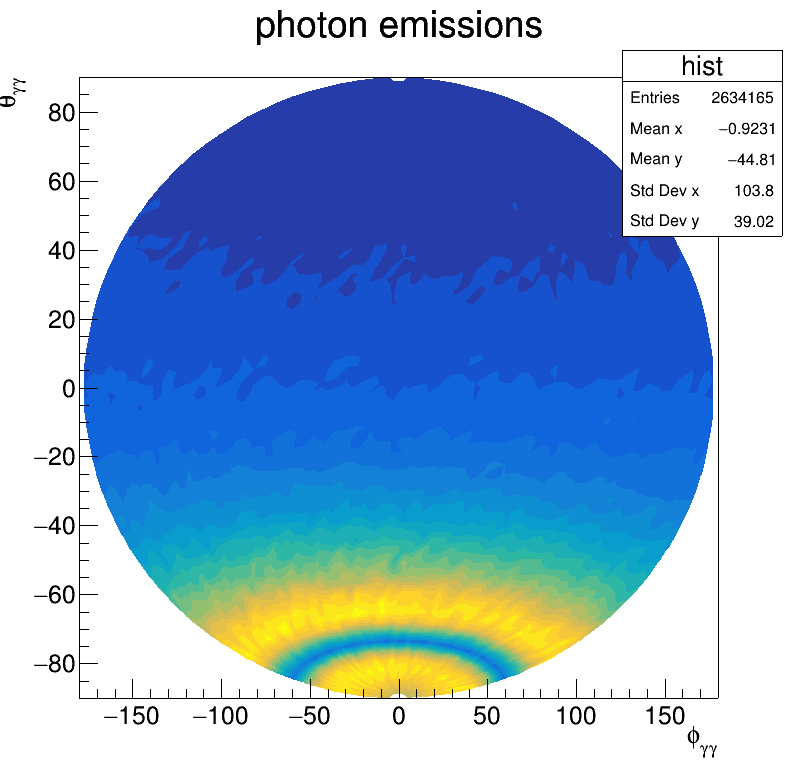 photon emissions
hist
Entries 2634165
Mean x −0.9231
Mean y −44.81
Std Dev x 103.8
Std Dev y 39.02
θγγ
80
60
40
20
0
−20
−40
−60
−80
−150 −100 −50 0 50 100 150
ϕγγ